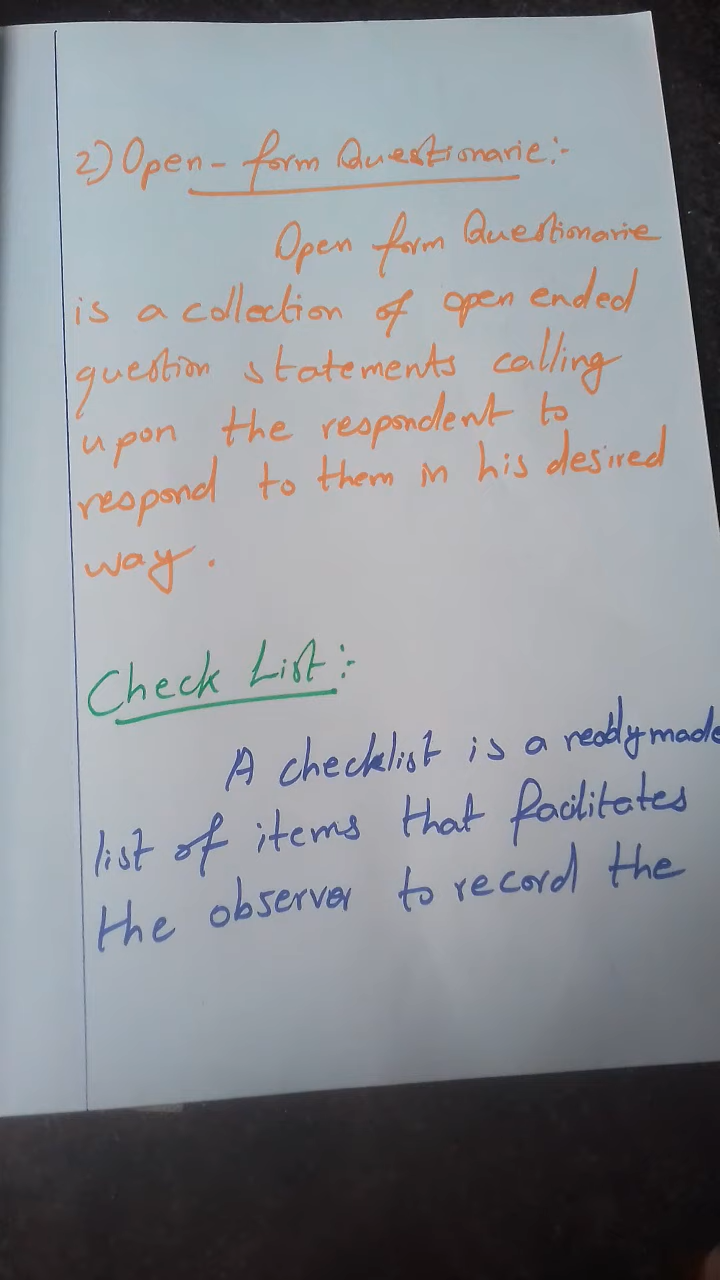 2) Open - form Questionarie:-
Open form Questionarie
is a collection of open ended
question statements calling
upon the respondent to
respond to them in his desired
way.
Check List:-
A checklist is a readymade
list of items that facilitates
the observer to record the